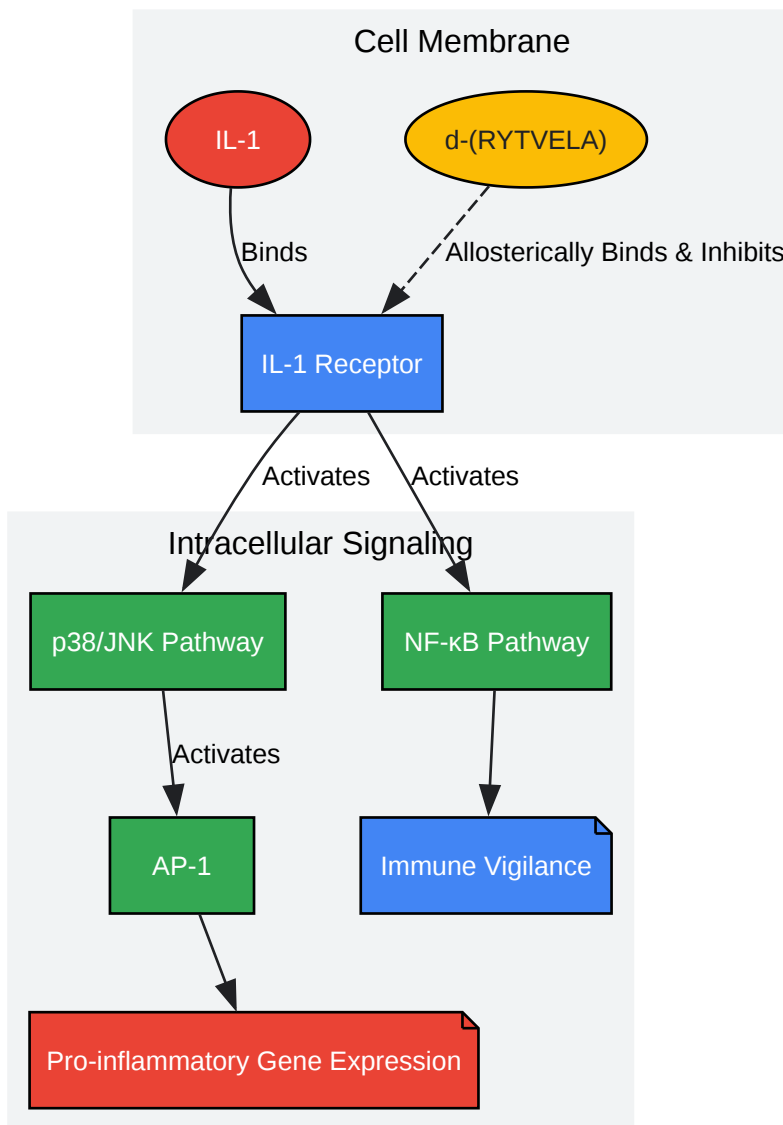 Cell Membrane
IL-1
d-(RYTVELA)
Binds
Allosterically Binds & Inhibits
IL-1 Receptor
Activates
Activates
Intracellular Signaling
p38/JNK Pathway
NF-κB Pathway
Activates
AP-1
Immune Vigilance
Pro-inflammatory Gene Expression